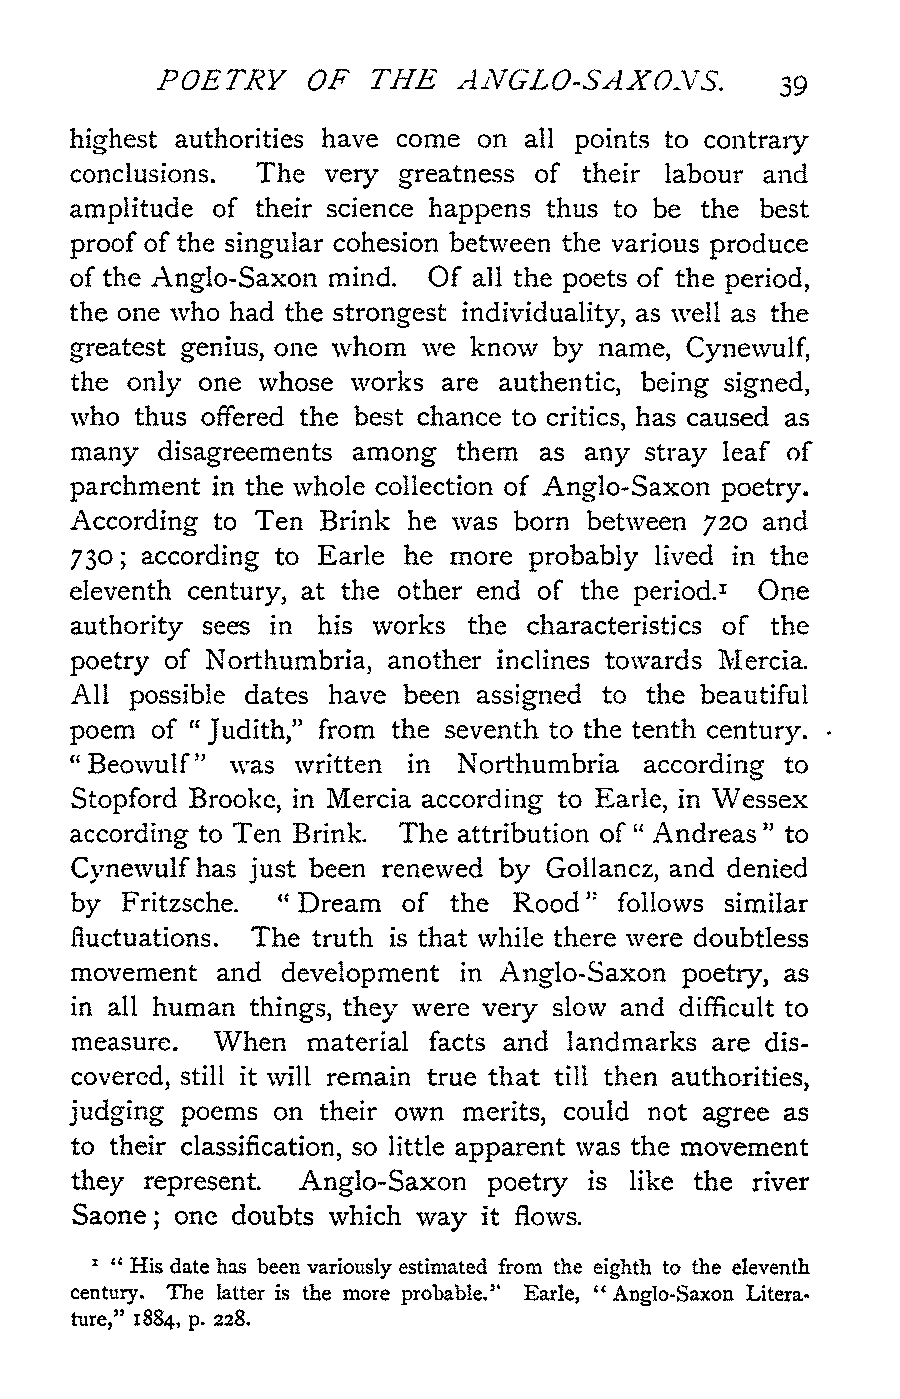 POETRY OF THE ANGLO-SAXONS. 39
highest authorities have come on all points to contrary
conclusions. The very greatness of their labour and
amplitude of their science happens thus to be the best
proof of the singular cohesion between the various produce
of the Anglo-Saxon mind. Of all the poets of the period,
the one who had the strongest individuality, as well as the
greatest genius, one whom we know by name, Cynewulf,
the only one whose works are authentic, being signed,
who thus offered the best chance to critics, has caused as
many disagreements among them as any stray leaf of
parchment in the whole collection of Anglo-Saxon poetry.
According to Ten Brink he was born between 720 and
730; according to Earle he more probably lived in the
eleventh century, at the other end of the period.¹ One
authority sees in his works the characteristics of the
poetry of Northumbria, another inclines towards Mercia.
All possible dates have been assigned to the beautiful
poem of "Judith," from the seventh to the tenth century.
"Beowulf" was written in Northumbria according to
Stopford Brooke, in Mercia according to Earle, in Wessex
according to Ten Brink. The attribution of "Andreas" to
Cynewulf has just been renewed by Gollancz, and denied
by Fritzsche. "Dream of the Rood" follows similar
fluctuations. The truth is that while there were doubtless
movement and development in Anglo-Saxon poetry, as
in all human things, they were very slow and difficult to
measure. When material facts and landmarks are dis-
covered, still it will remain true that till then authorities,
judging poems on their own merits, could not agree as
to their classification, so little apparent was the movement
they represent. Anglo-Saxon poetry is like the river
Saone; one doubts which way it flows.
¹ "His date has been variously estimated from the eighth to the eleventh
century. The latter is the more probable." Earle, "Anglo-Saxon Litera-
ture," 1884, p. 228.